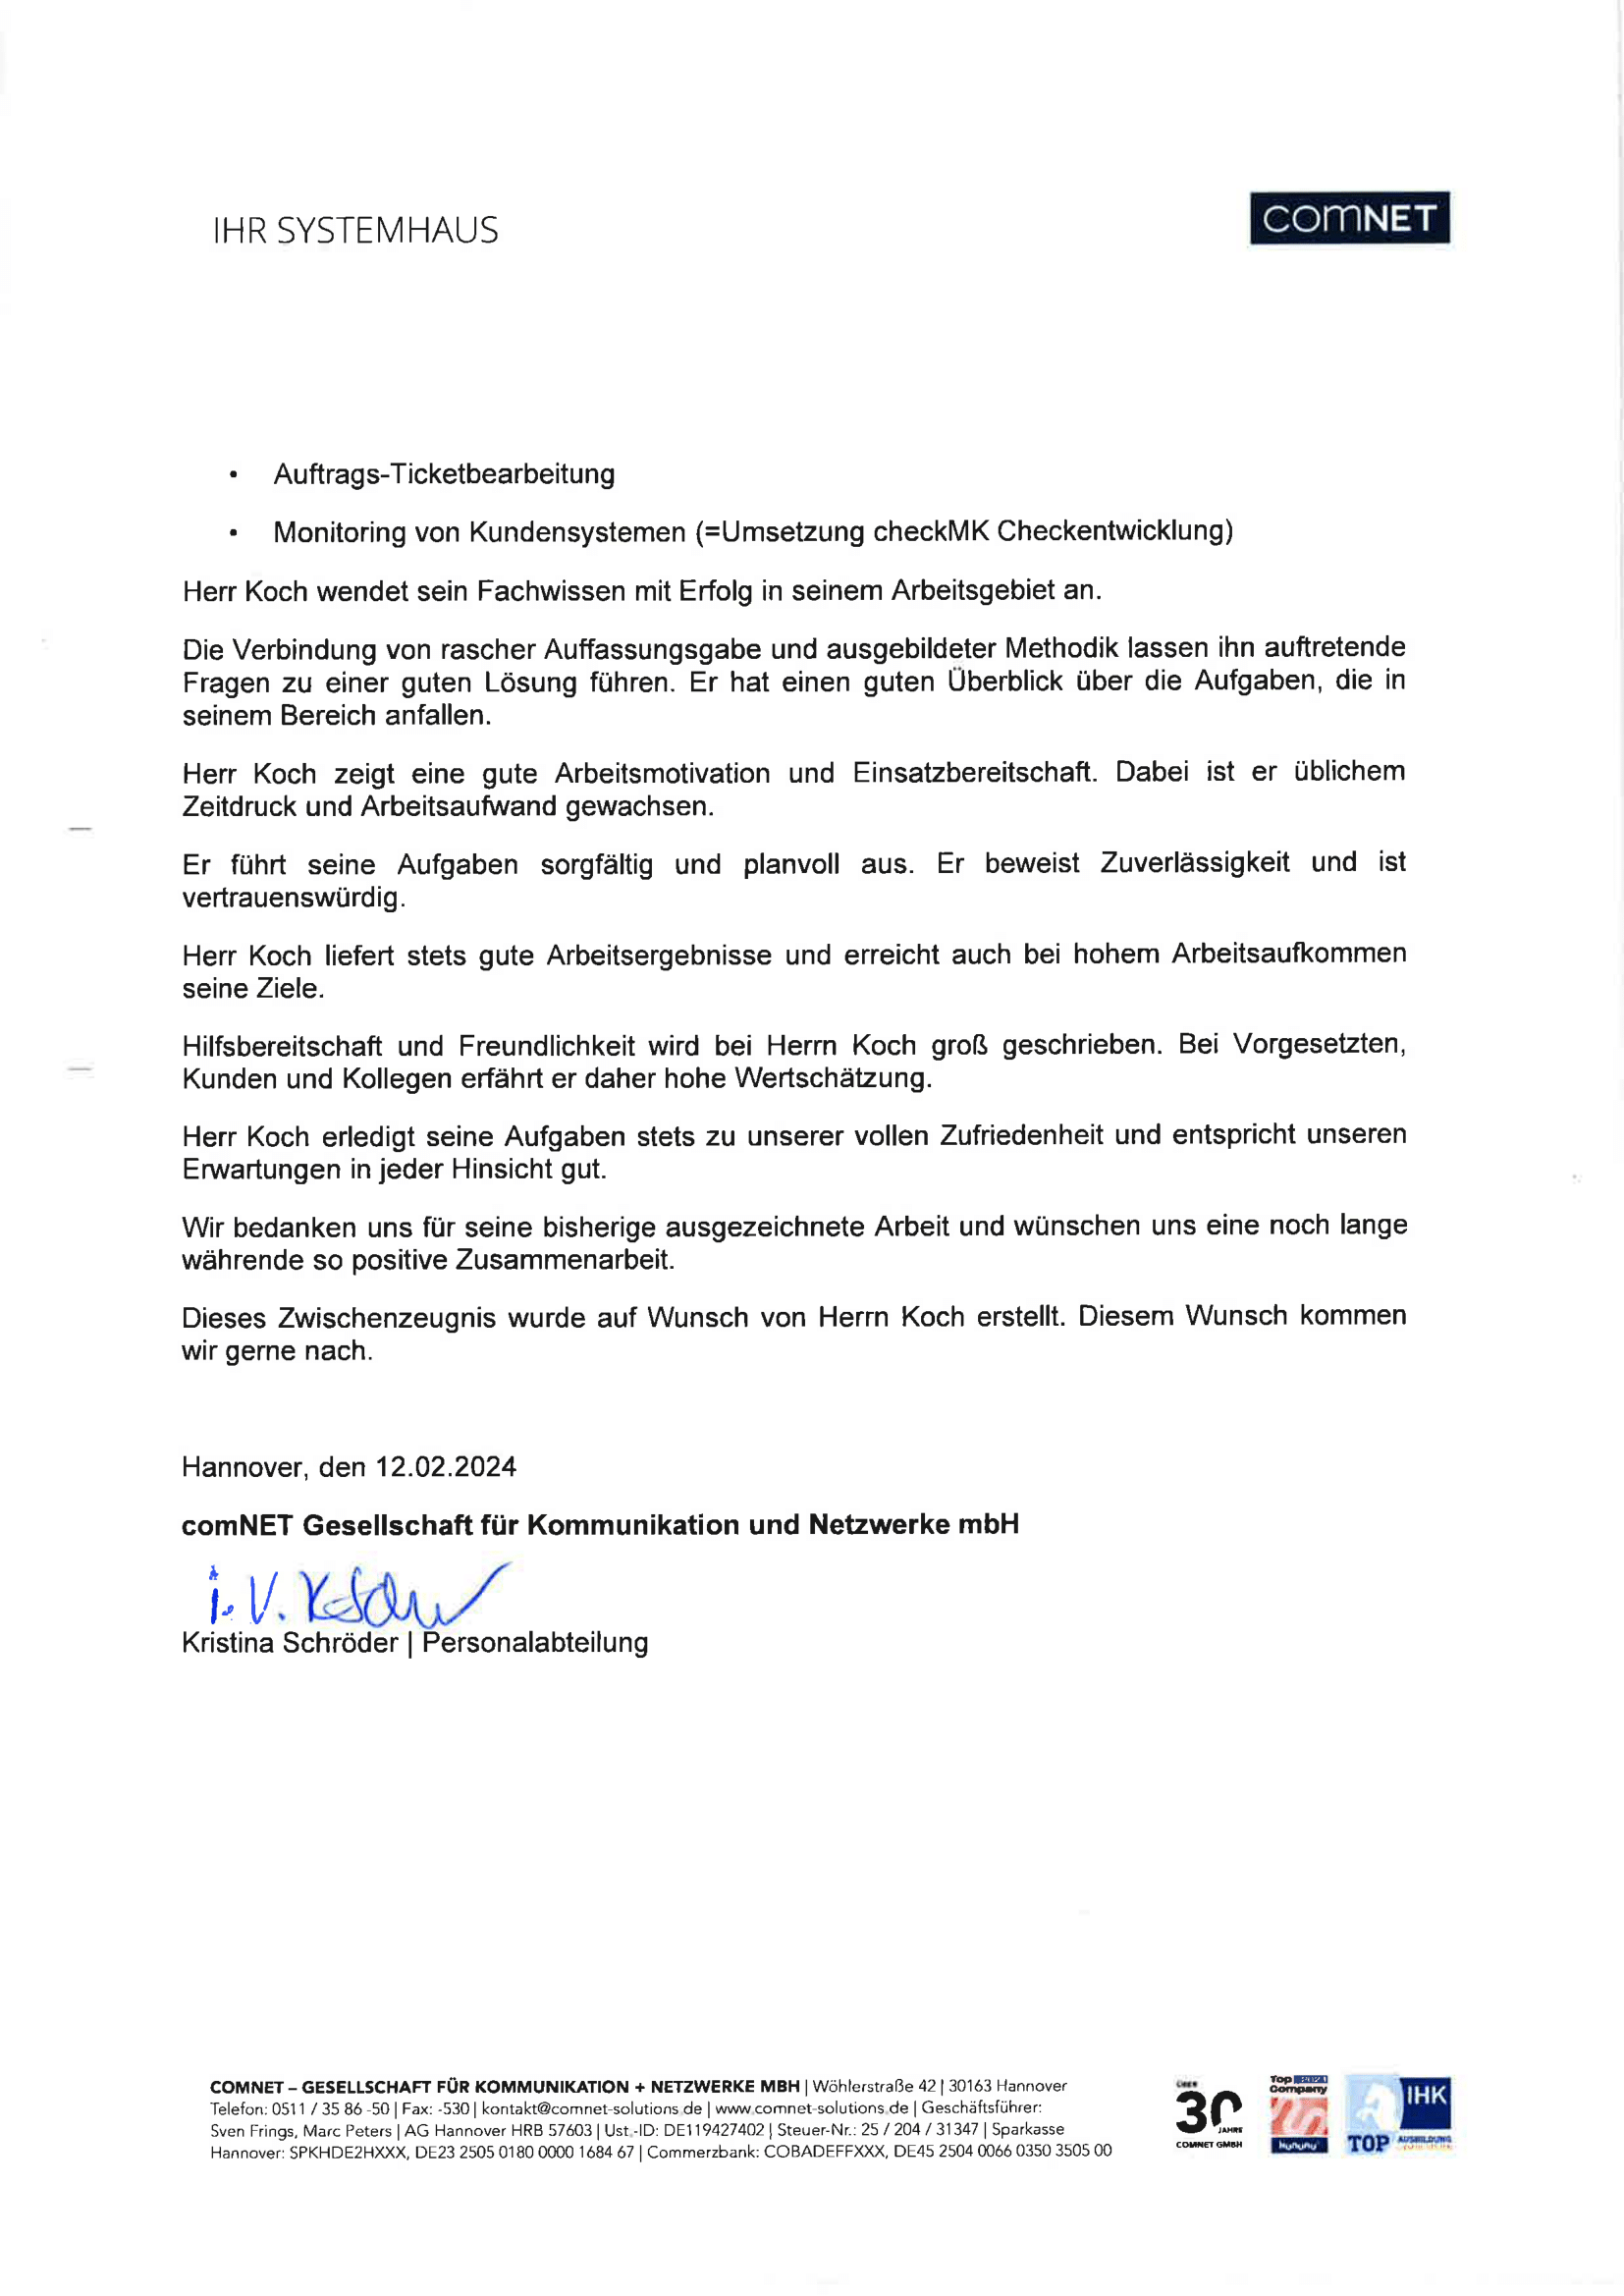 IHR SYSTEMHAUS
comNET
• Auftrags-Ticketbearbeitung
• Monitoring von Kundensystemen (=Umsetzung checkMK Checkentwicklung)
Herr Koch wendet sein Fachwissen mit Erfolg in seinem Arbeitsgebiet an.
Die Verbindung von rascher Auffassungsgabe und ausgebildeter Methodik lassen ihn auftretende
Fragen zu einer guten Lösung führen. Er hat einen guten Überblick über die Aufgaben, die in
seinem Bereich anfallen.
Herr Koch zeigt eine gute Arbeitsmotivation und Einsatzbereitschaft. Dabei ist er üblichem
Zeitdruck und Arbeitsaufwand gewachsen.
Er führt seine Aufgaben sorgfältig und planvoll aus. Er beweist Zuverlässigkeit und ist
vertrauenswürdig.
Herr Koch liefert stets gute Arbeitsergebnisse und erreicht auch bei hohem Arbeitsaufkommen
seine Ziele.
Hilfsbereitschaft und Freundlichkeit wird bei Herrn Koch groß geschrieben. Bei Vorgesetzten,
Kunden und Kollegen erfährt er daher hohe Wertschätzung.
Herr Koch erledigt seine Aufgaben stets zu unserer vollen Zufriedenheit und entspricht unseren
Erwartungen in jeder Hinsicht gut.
Wir bedanken uns für seine bisherige ausgezeichnete Arbeit und wünschen uns eine noch lange
währende so positive Zusammenarbeit.
Dieses Zwischenzeugnis wurde auf Wunsch von Herrn Koch erstellt. Diesem Wunsch kommen
wir gerne nach.
Hannover, den 12.02.2024
comNET Gesellschaft für Kommunikation und Netzwerke mbH
i.V.
Kristina Schröder | Personalabteilung
COMNET – GESELLSCHAFT FÜR KOMMUNIKATION + NETZWERKE MBH | Wöhlerstraße 42 | 30163 Hannover
Telefon: 0511 / 35 86 -50 | Fax: -530 | kontakt@comnet-solutions.de | www.comnet-solutions.de | Geschäftsführer:
Sven Frings, Marc Peters | AG Hannover HRB 57603 | Ust.-ID: DE119427402 | Steuer-Nr.: 25 / 204 / 31347 | Sparkasse
Hannover: SPKHDE2HXXX, DE23 2505 0180 0000 1684 67 | Commerzbank: COBADEFFXXX, DE45 2504 0066 0350 3505 00
30 JAHRE
COMNET GMBH
Top
Company
kununu
IHK
TOP AUSBILDUNG